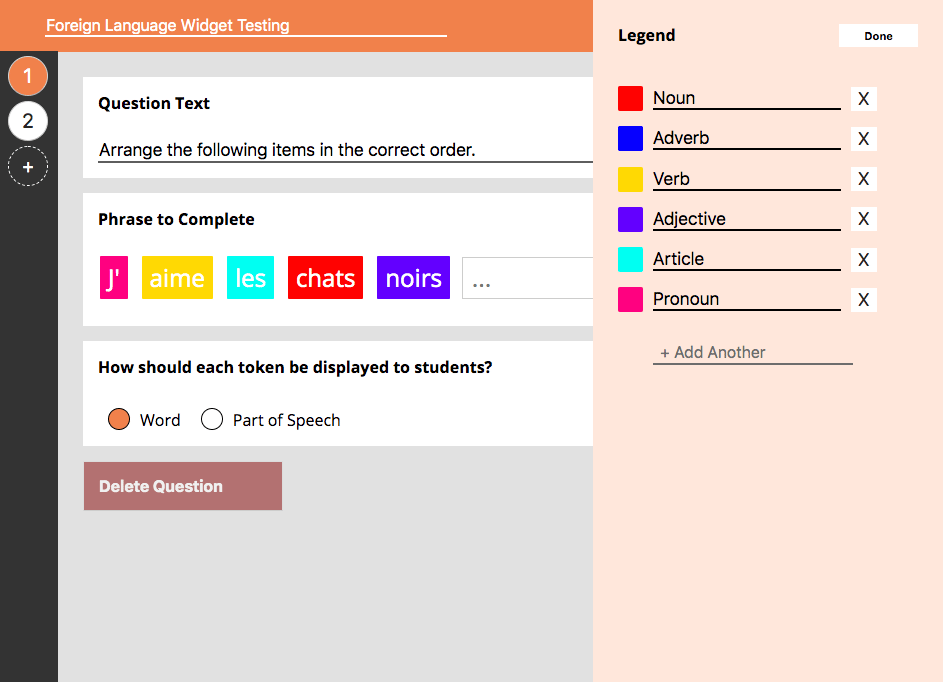 Foreign Language Widget Testing
1
2
+
Question Text
Arrange the following items in the correct order.
Phrase to Complete
J' aime les chats noirs ...
How should each token be displayed to students?
Word Part of Speech
Delete Question
Legend Done
Noun X
Adverb X
Verb X
Adjective X
Article X
Pronoun X
+ Add Another